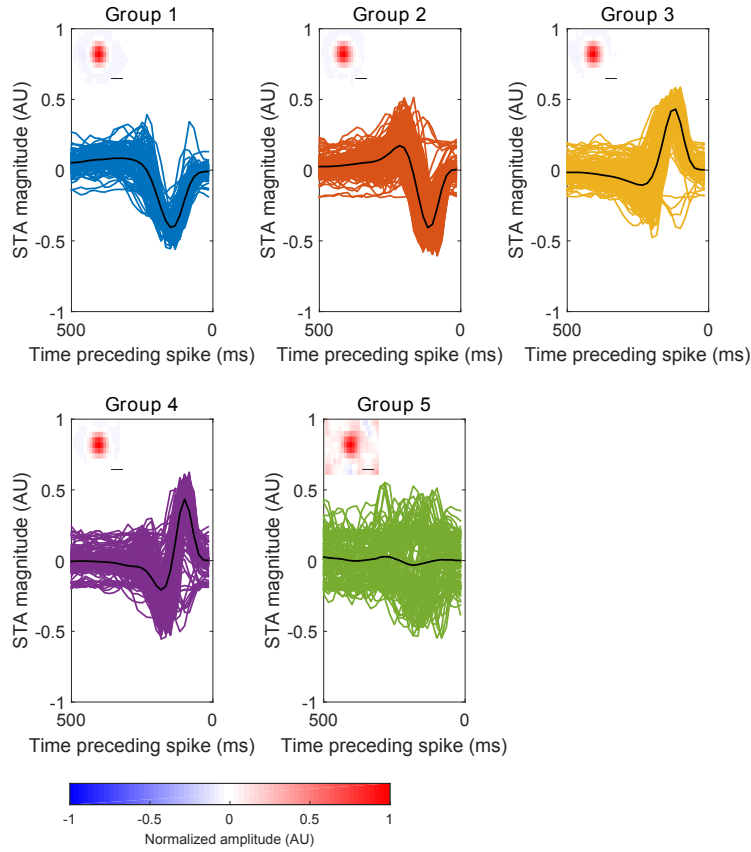 Group 1
Group 2
Group 3
STA magnitude (AU)
1
0.5
0
-0.5
-1
500
0
Time preceding spike (ms)
STA magnitude (AU)
1
0.5
0
-0.5
-1
500
0
Time preceding spike (ms)
STA magnitude (AU)
1
0.5
0
-0.5
-1
500
0
Time preceding spike (ms)
Group 4
Group 5
STA magnitude (AU)
1
0.5
0
-0.5
-1
500
0
Time preceding spike (ms)
STA magnitude (AU)
1
0.5
0
-0.5
-1
500
0
Time preceding spike (ms)
-1 -0.5 0 0.5 1
Normalized amplitude (AU)